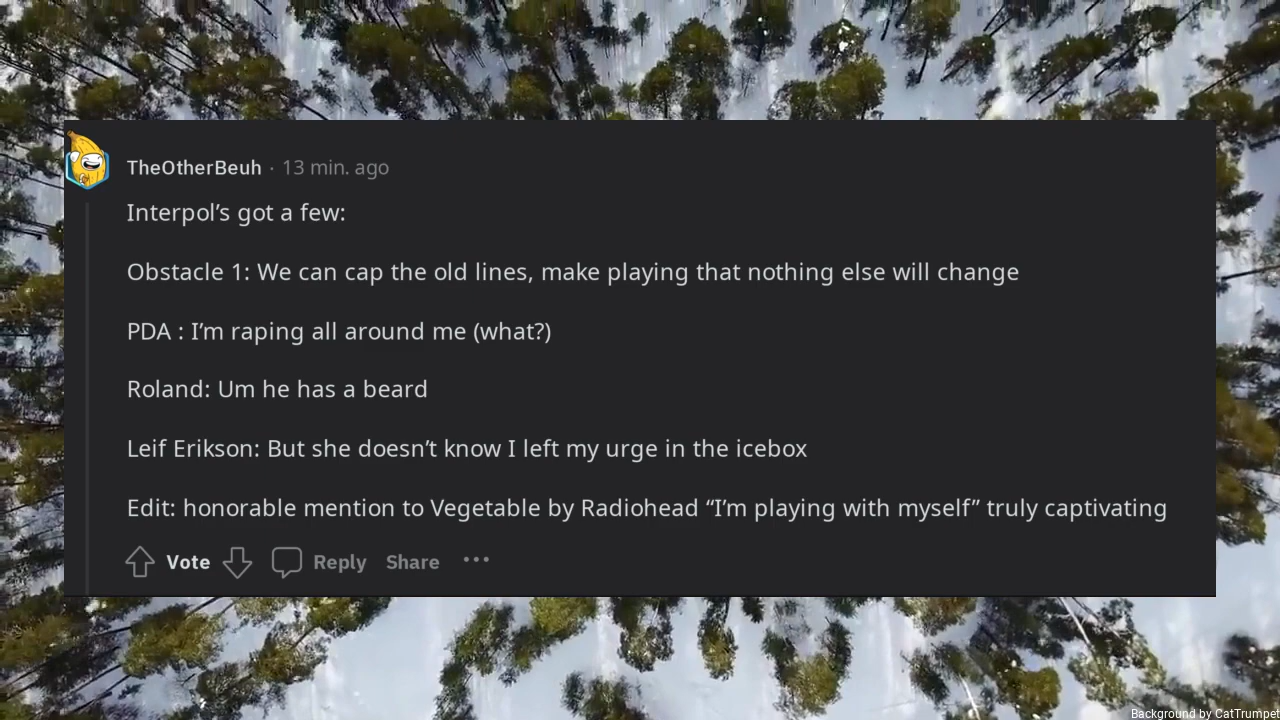 TheOtherBeuh · 13 min. ago
Interpol’s got a few:
Obstacle 1: We can cap the old lines, make playing that nothing else will change
PDA : I’m raping all around me (what?)
Roland: Um he has a beard
Leif Erikson: But she doesn’t know I left my urge in the icebox
Edit: honorable mention to Vegetable by Radiohead “I’m playing with myself” truly captivating
Vote Reply Share ···
Background by CatTrumpet